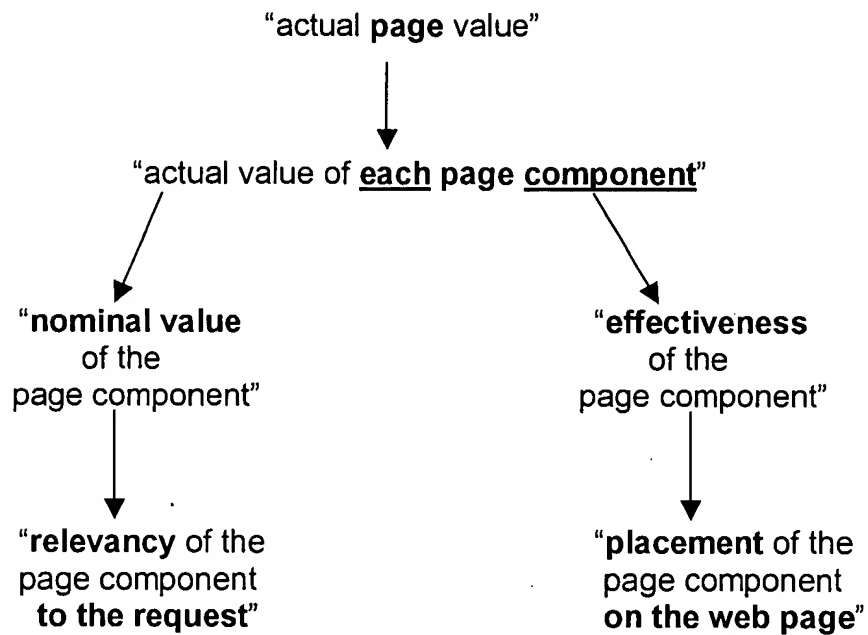 “actual page value”
“actual value of each page component”
“nominal value
of the
page component”
“effectiveness
of the
page component”
“relevancy of the
page component
to the request”
“placement of the
page component
on the web page”